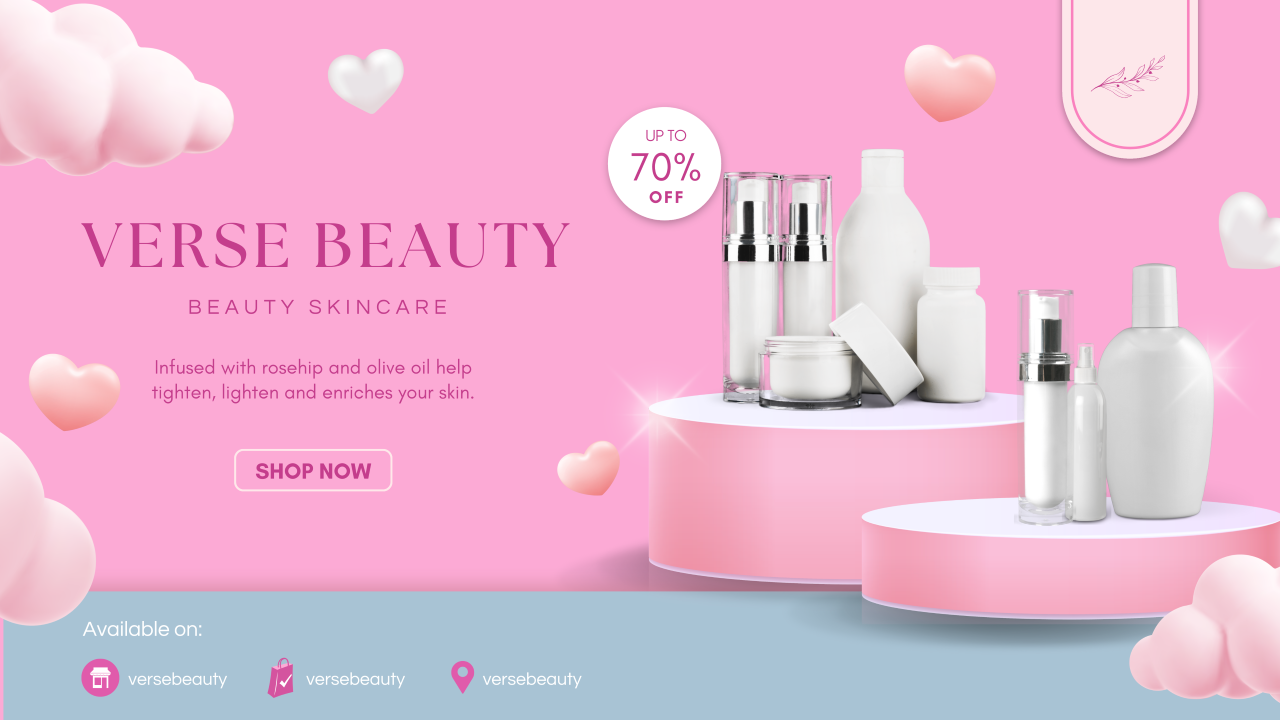 UP TO
70%
OFF
VERSE BEAUTY
BEAUTY SKINCARE
Infused with rosehip and olive oil help
tighten, lighten and enriches your skin.
SHOP NOW
Available on:
versebeauty versebeauty versebeauty